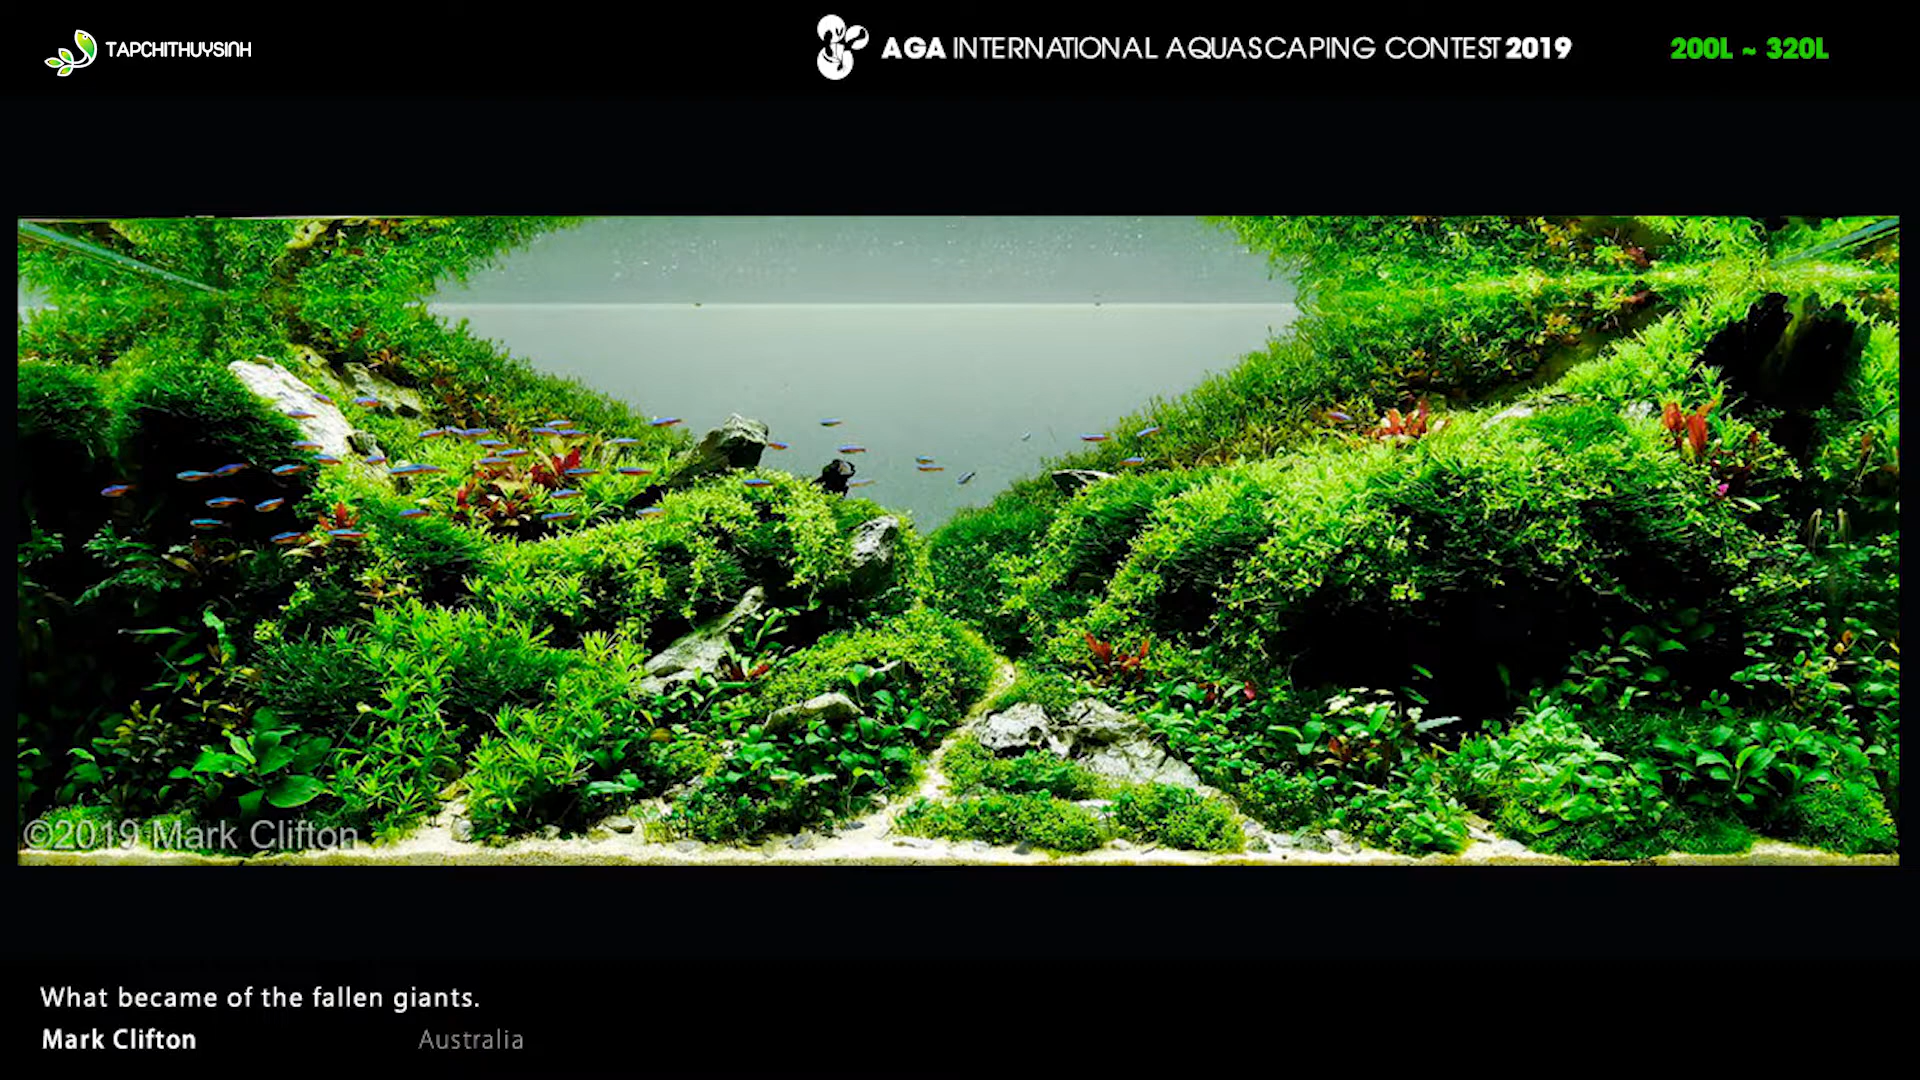 TAPCHITHUYSINH
AGA INTERNATIONAL AQUASCAPING CONTEST 2019
200L ~ 320L
©2019 Mark Clifton
What became of the fallen giants.
Mark Clifton
Australia